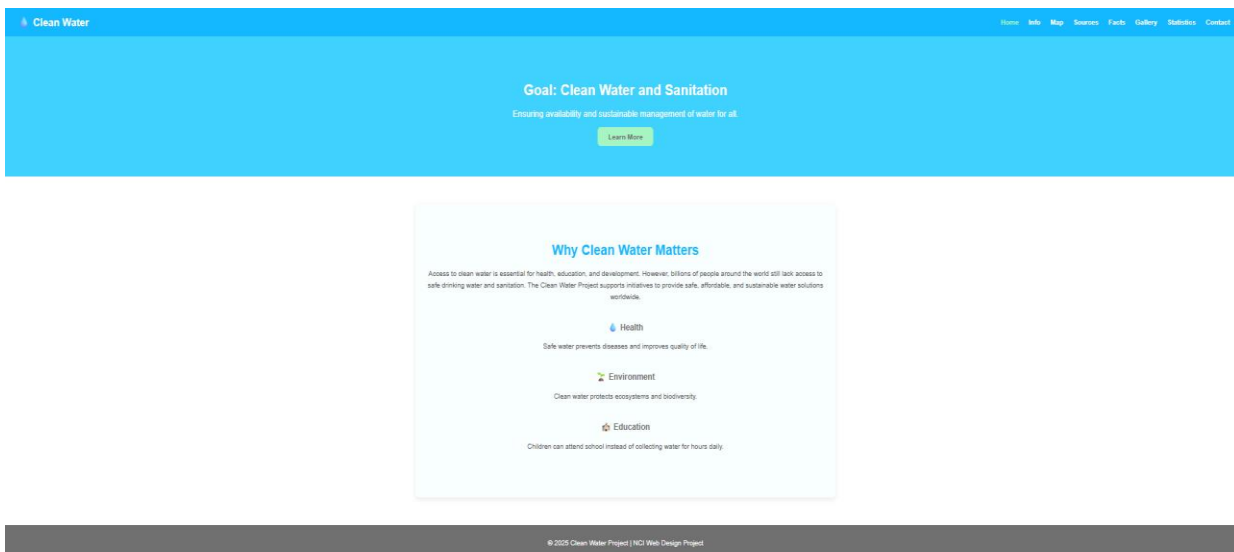 💧 Clean Water
Home Info Map Sources Facts Gallery Statistics Contact
Goal: Clean Water and Sanitation
Ensuring availability and sustainable management of water for all.
Learn More
Why Clean Water Matters
Access to clean water is essential for health, education, and development. However, billions of people around the world still lack access to
safe drinking water and sanitation. The Clean Water Project supports initiatives to provide safe, affordable, and sustainable water solutions
worldwide.
💧 Health
Safe water prevents diseases and improves quality of life.
🌱 Environment
Clean water protects ecosystems and biodiversity.
🏫 Education
Children can attend school instead of collecting water for hours daily.
© 2025 Clean Water Project | NCI Web Design Project